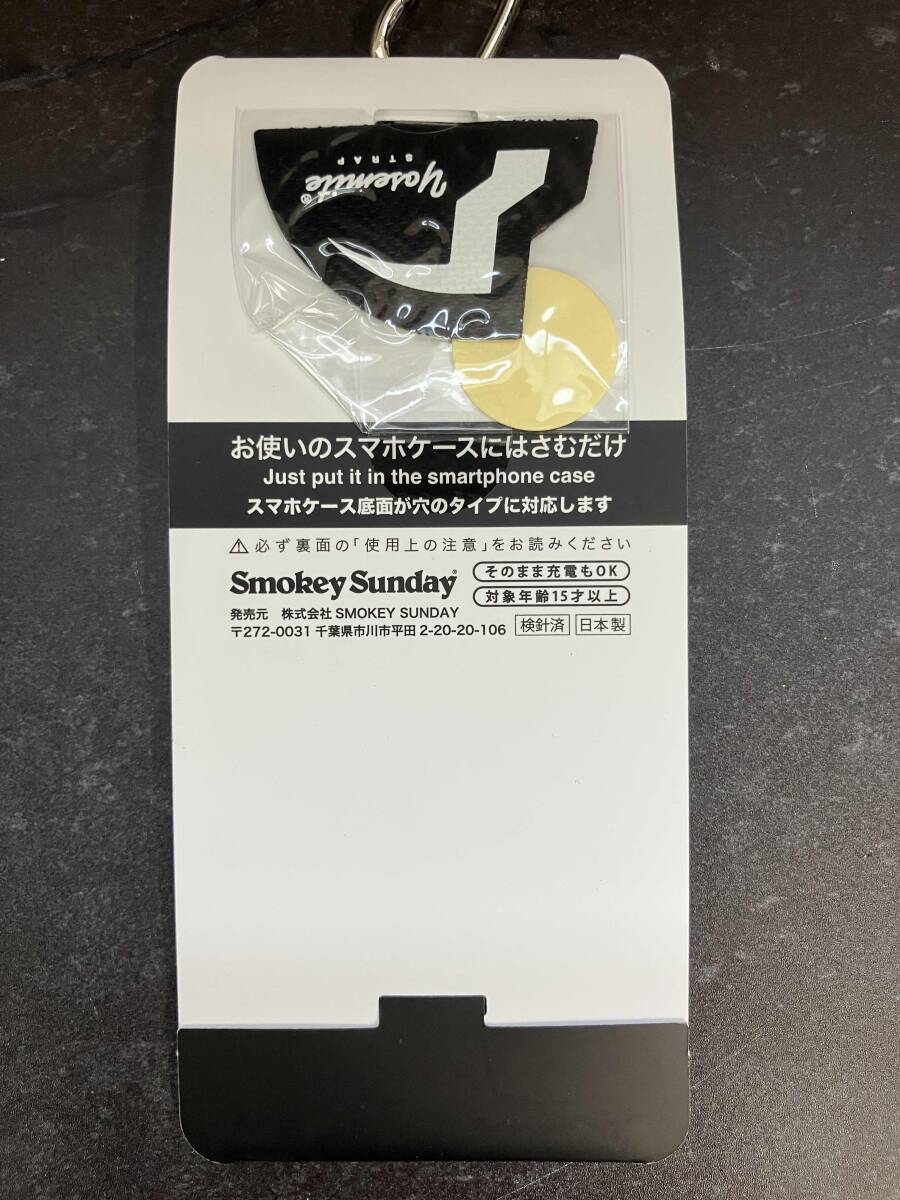 Yosemite®
STRAP
お使いのスマホケースにはさむだけ
Just put it in the smartphone case
スマホケース底面が穴のタイプに対応します
⚠必ず裏面の「使用上の注意」をお読みください
Smokey Sunday®
そのまま充電もOK
対象年齢15才以上
発売元 株式会社 SMOKEY SUNDAY
〒272-0031 千葉県市川市平田 2-20-20-106 検針済 日本製